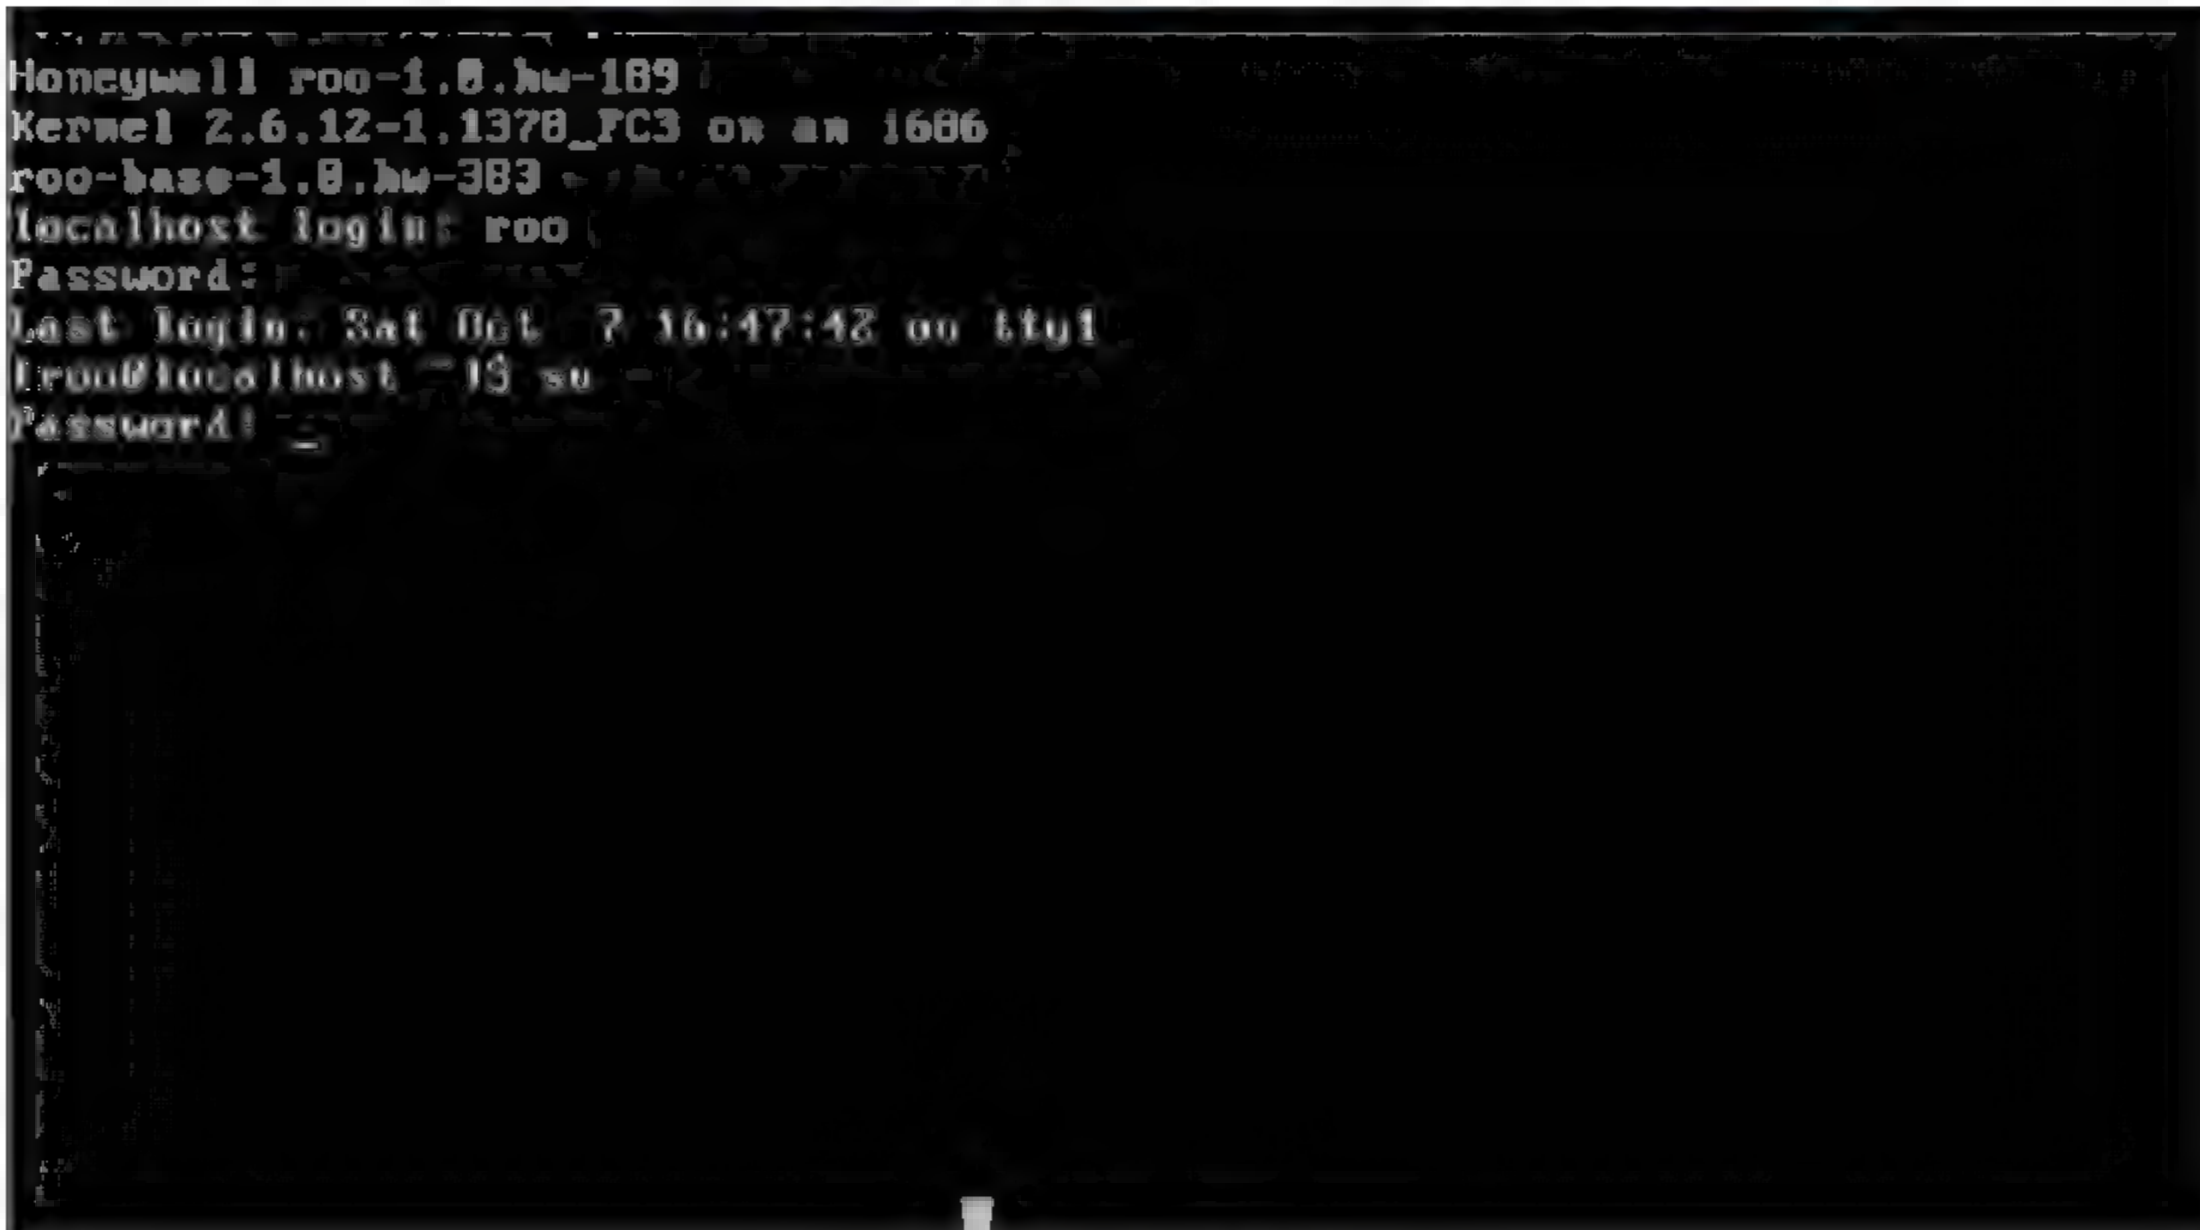 Honeywall roo-1.0.hw-189
Kernel 2.6.12-1.1378_FC3 on an i686
roo-base-1.0.hw-383
localhost login: roo
Password:
Last login: Sat Oct  7 16:47:42 on tty1
[roo@localhost ~]$ su
Password: _